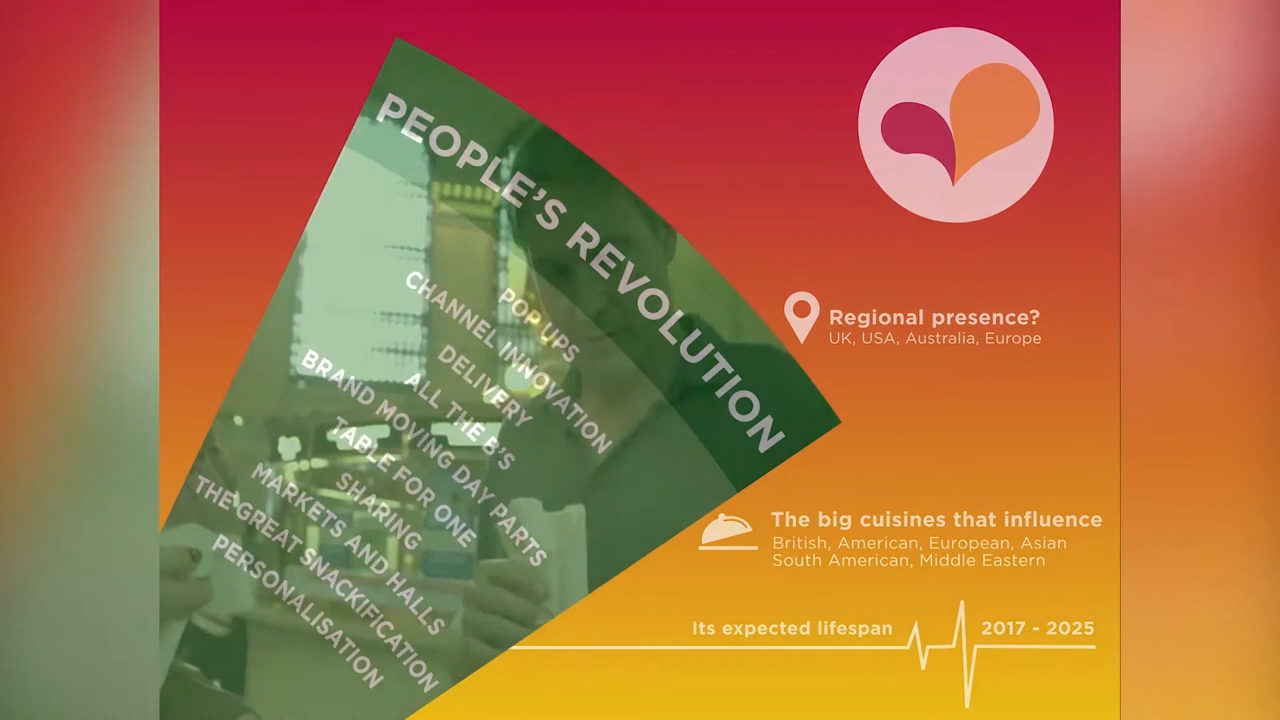 PEOPLE'S REVOLUTION
POP UPS
CHANNEL INNOVATION
DELIVERY
ALL THE B'S
BRAND MOVING DAY PARTS
TABLE FOR ONE
SHARING
MARKETS AND HALLS
THE GREAT SNACKIFICATION
PERSONALISATION
Regional presence?
UK, USA, Australia, Europe
The big cuisines that influence
British, American, European, Asian
South American, Middle Eastern
Its expected lifespan
2017 - 2025